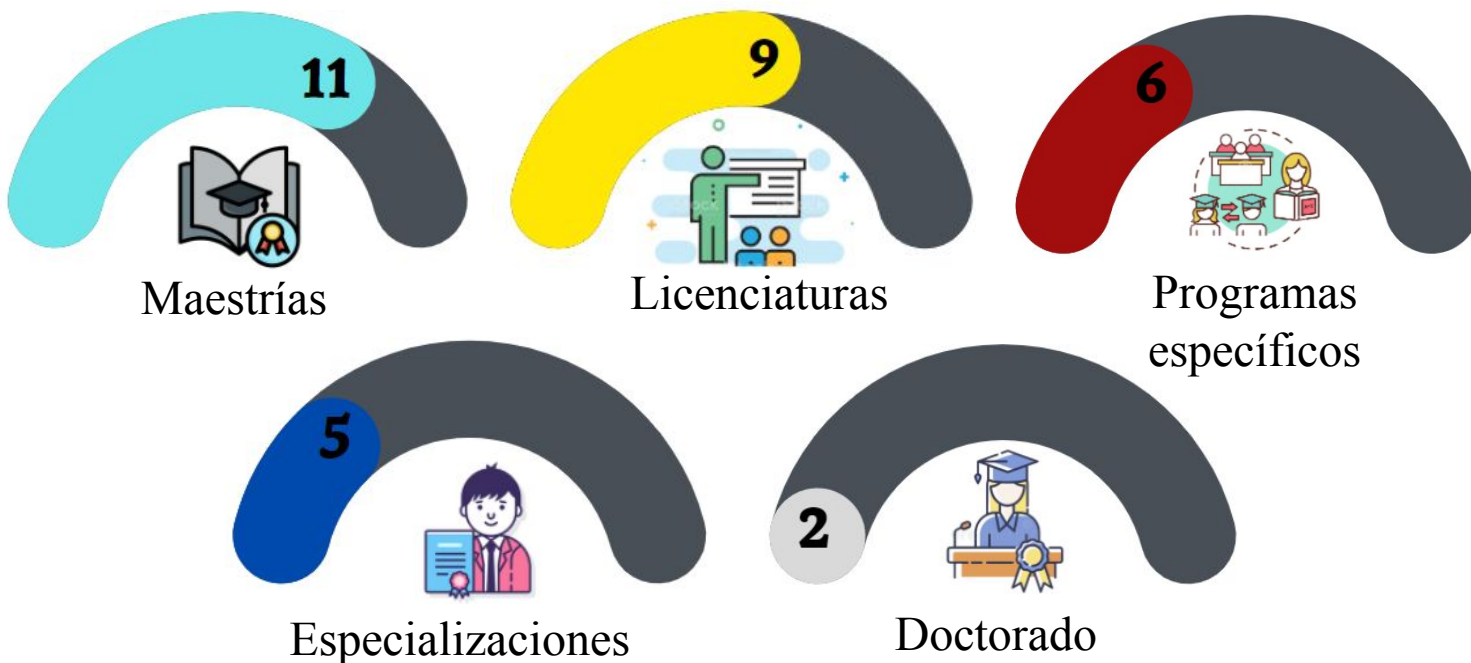 11
9
6
Maestrías
Licenciaturas
Programas
específicos
5
2
Especializaciones
Doctorado